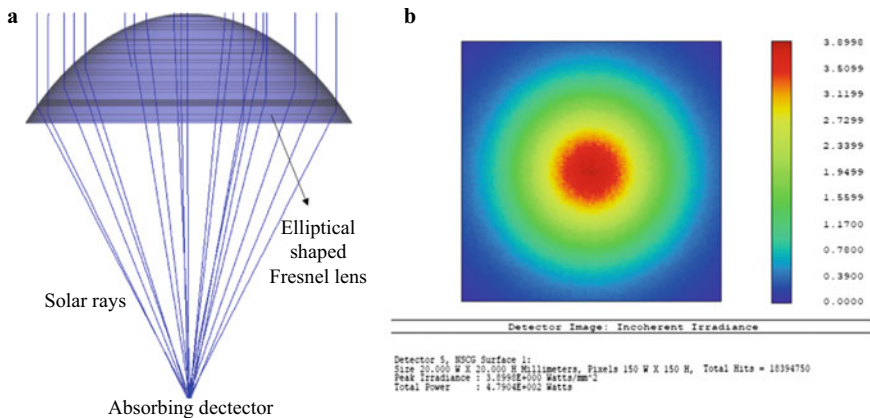 a
Elliptical
shaped
Fresnel lens
Solar rays
Absorbing dectector
b
3.8998
3.5099
3.1199
2.7299
2.3399
1.9499
1.5599
1.1700
0.7800
0.3900
0.0000
Detector Image: Incoherent Irradiance
Detector 5, NSCG Surface 1:
Size 20.000 W X 20.000 H Millimeters, Pixels 150 W X 150 H, Total Hits = 18394750
Peak Irradiance : 3.8998E+000 Watts/mm^2
Total Power : 4.7904E+002 Watts